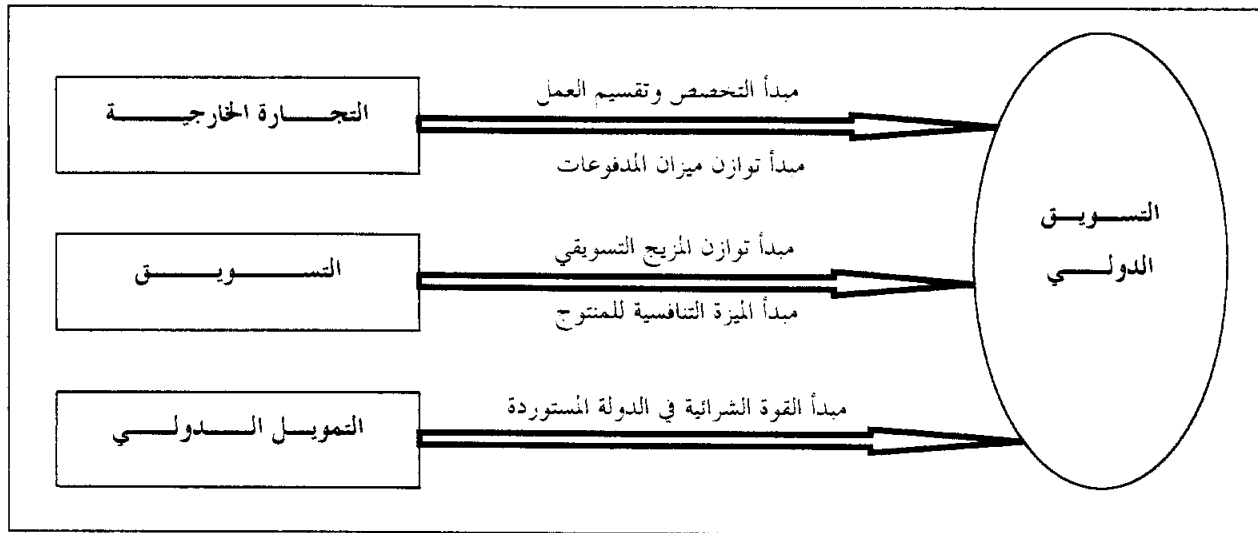 التجارة الخارجية
مبدأ التخصص وتقسيم العمل
مبدأ توازن ميزان المدفوعات
التسويق
مبدأ توازن المزيج التسويقي
مبدأ الميزة التنافسية للمنتوج
التمويل الدولي
مبدأ القوة الشرائية في الدولة المستوردة
التسويق
الدولي